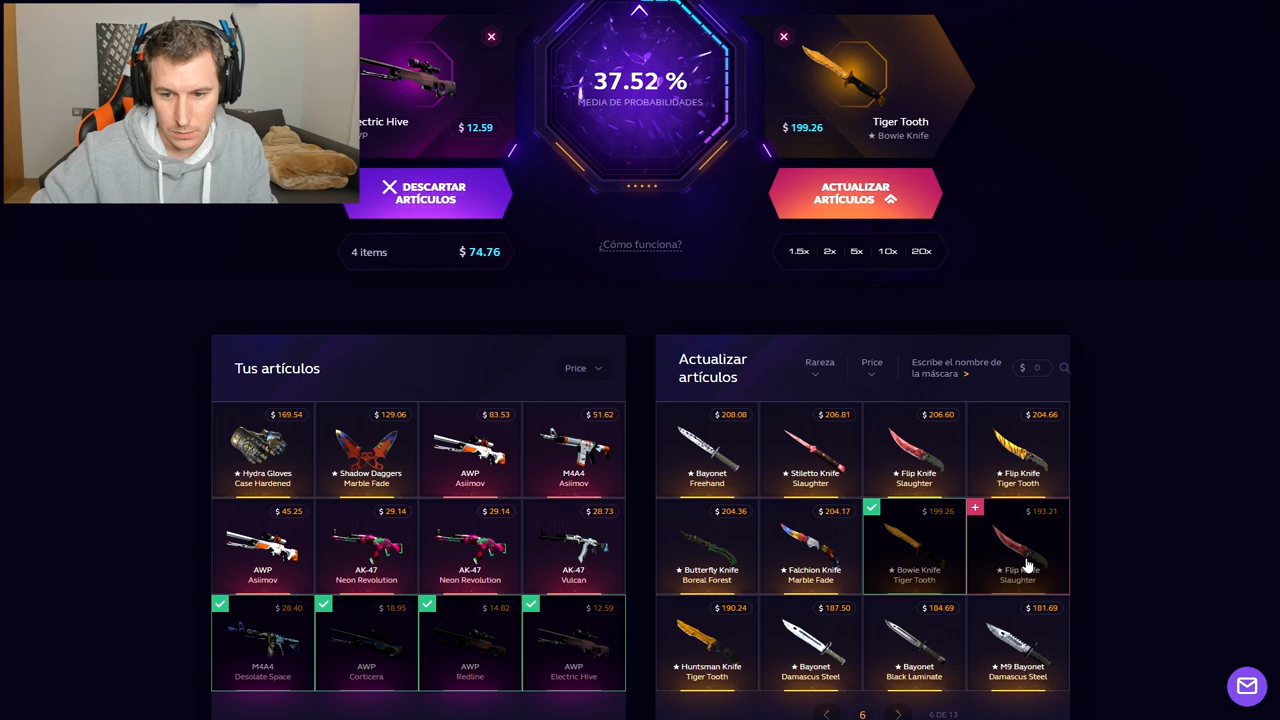 37.52 %
MEDIA DE PROBABILIDADES
ectric Hive
VP
$ 12.59
$ 199.26
Tiger Tooth
★ Bowie Knife
DESCARTAR
ARTÍCULOS
ACTUALIZAR
ARTÍCULOS
4 items
$ 74.76
¿Cómo funciona?
1.5x 2x 5x 10x 20x
Tus artículos
Price
Actualizar
artículos
Rareza
Price
Escribe el nombre de
la máscara >
$ 0
$ 169.54
★ Hydra Gloves
Case Hardened
$ 129.06
★ Shadow Daggers
Marble Fade
$ 83.53
AWP
Asiimov
$ 51.62
M4A4
Asiimov
$ 45.25
AWP
Asiimov
$ 29.14
AK-47
Neon Revolution
$ 29.14
AK-47
Neon Revolution
$ 28.73
AK-47
Vulcan
$ 28.40
M4A4
Desolate Space
$ 18.95
AWP
Corticera
$ 14.82
AWP
Redline
$ 12.59
AWP
Electric Hive
$ 208.08
★ Bayonet
Freehand
$ 206.81
★ Stiletto Knife
Slaughter
$ 206.60
★ Flip Knife
Slaughter
$ 204.66
★ Flip Knife
Tiger Tooth
$ 204.36
★ Butterfly Knife
Boreal Forest
$ 204.17
★ Falchion Knife
Marble Fade
$ 199.26
★ Bowie Knife
Tiger Tooth
$ 193.21
★ Flip
Slaughter
$ 190.24
★ Huntsman Knife
Tiger Tooth
$ 187.50
★ Bayonet
Damascus Steel
$ 184.69
★ Bayonet
Black Laminate
$ 181.69
★ M9 Bayonet
Damascus Steel
6
6 DE 13